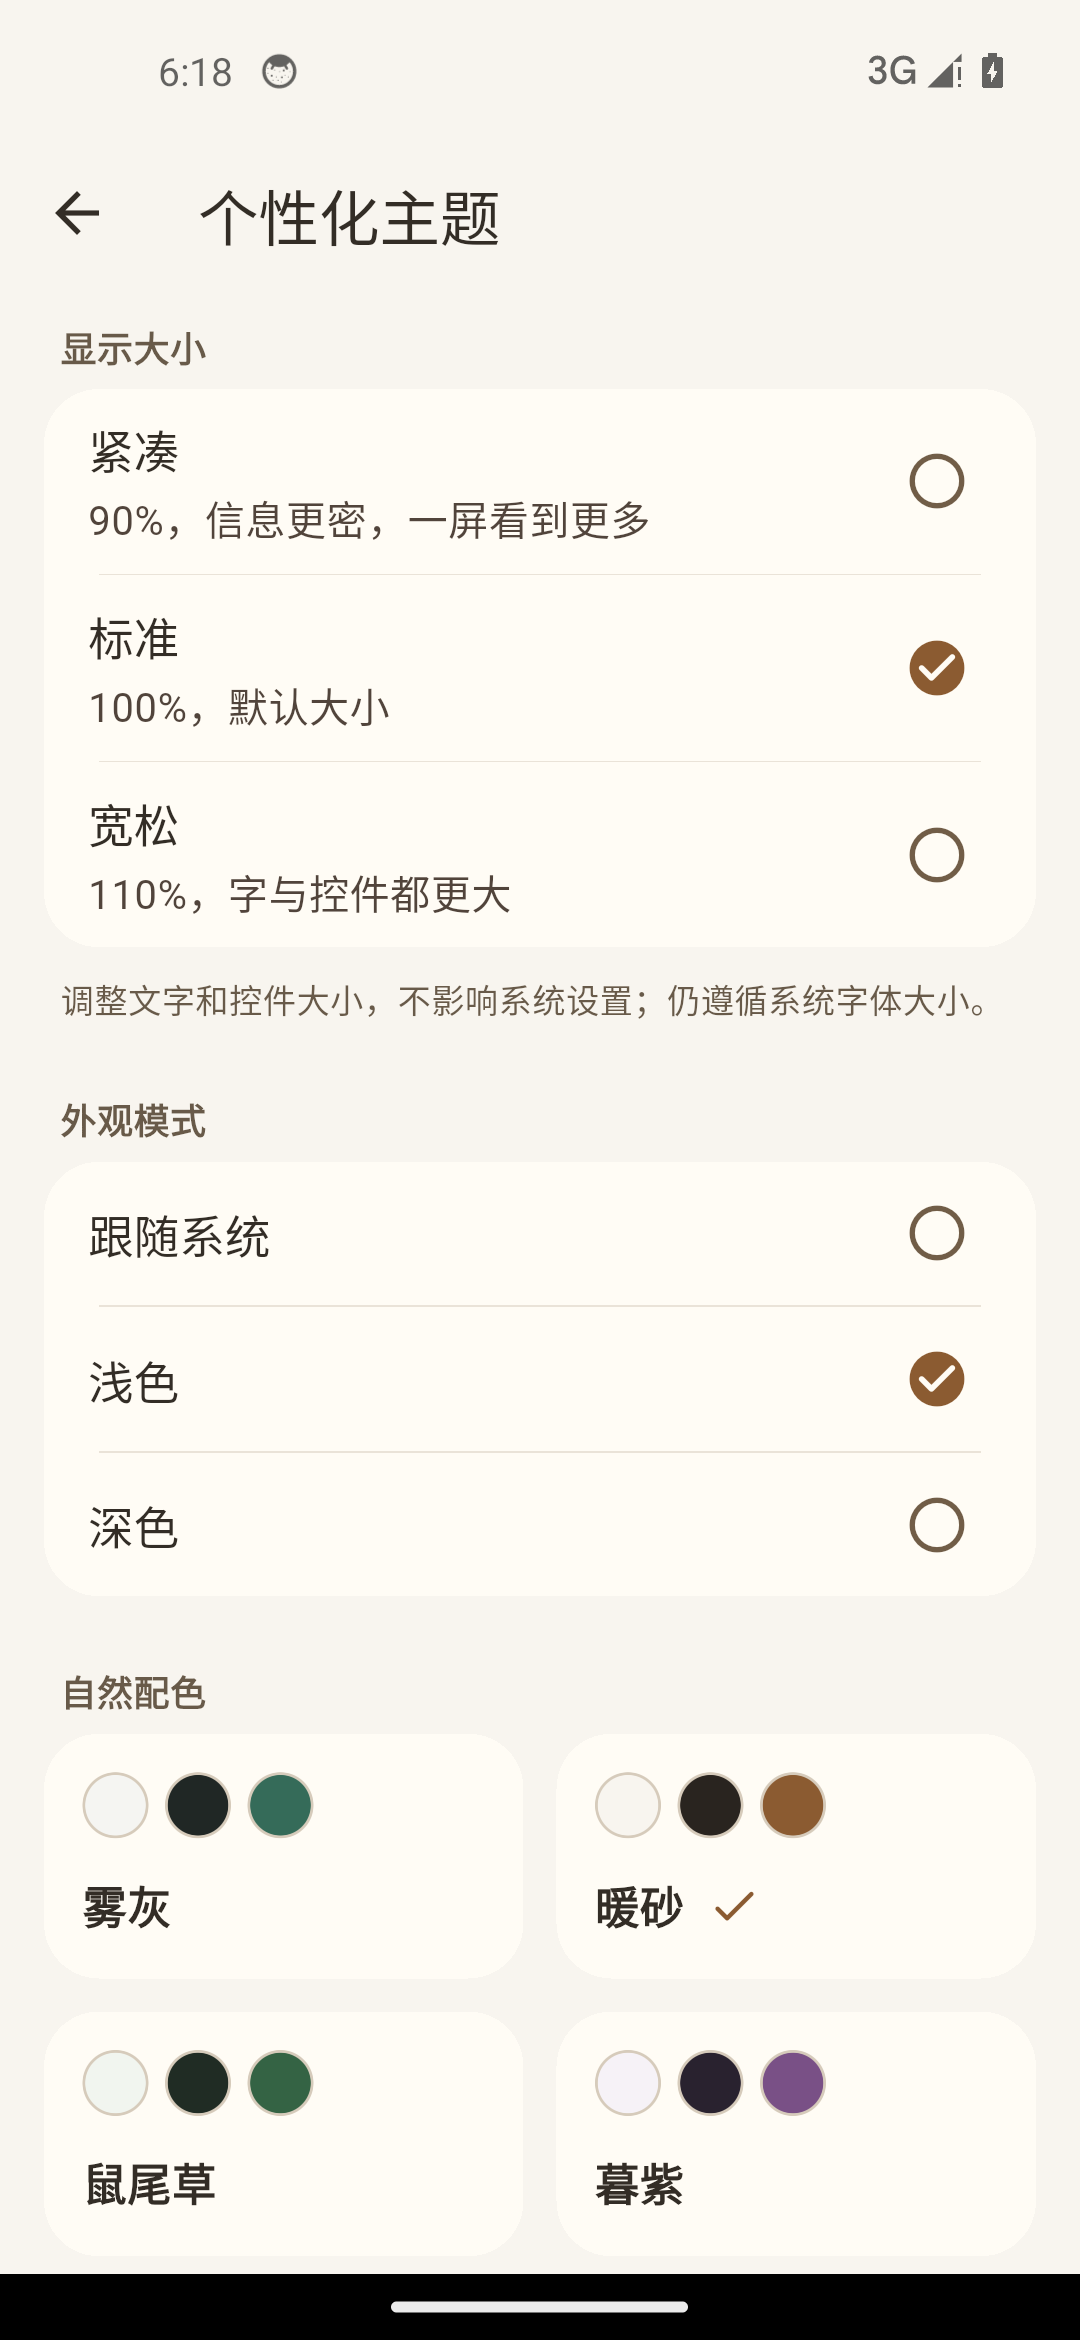 6:18
3G
个性化主题
显示大小
紧凑
90%，信息更密，一屏看到更多
标准
100%，默认大小
宽松
110%，字与控件都更大
调整文字和控件大小，不影响系统设置；仍遵循系统字体大小。
外观模式
跟随系统
浅色
深色
自然配色
雾灰
暖砂
鼠尾草
暮紫